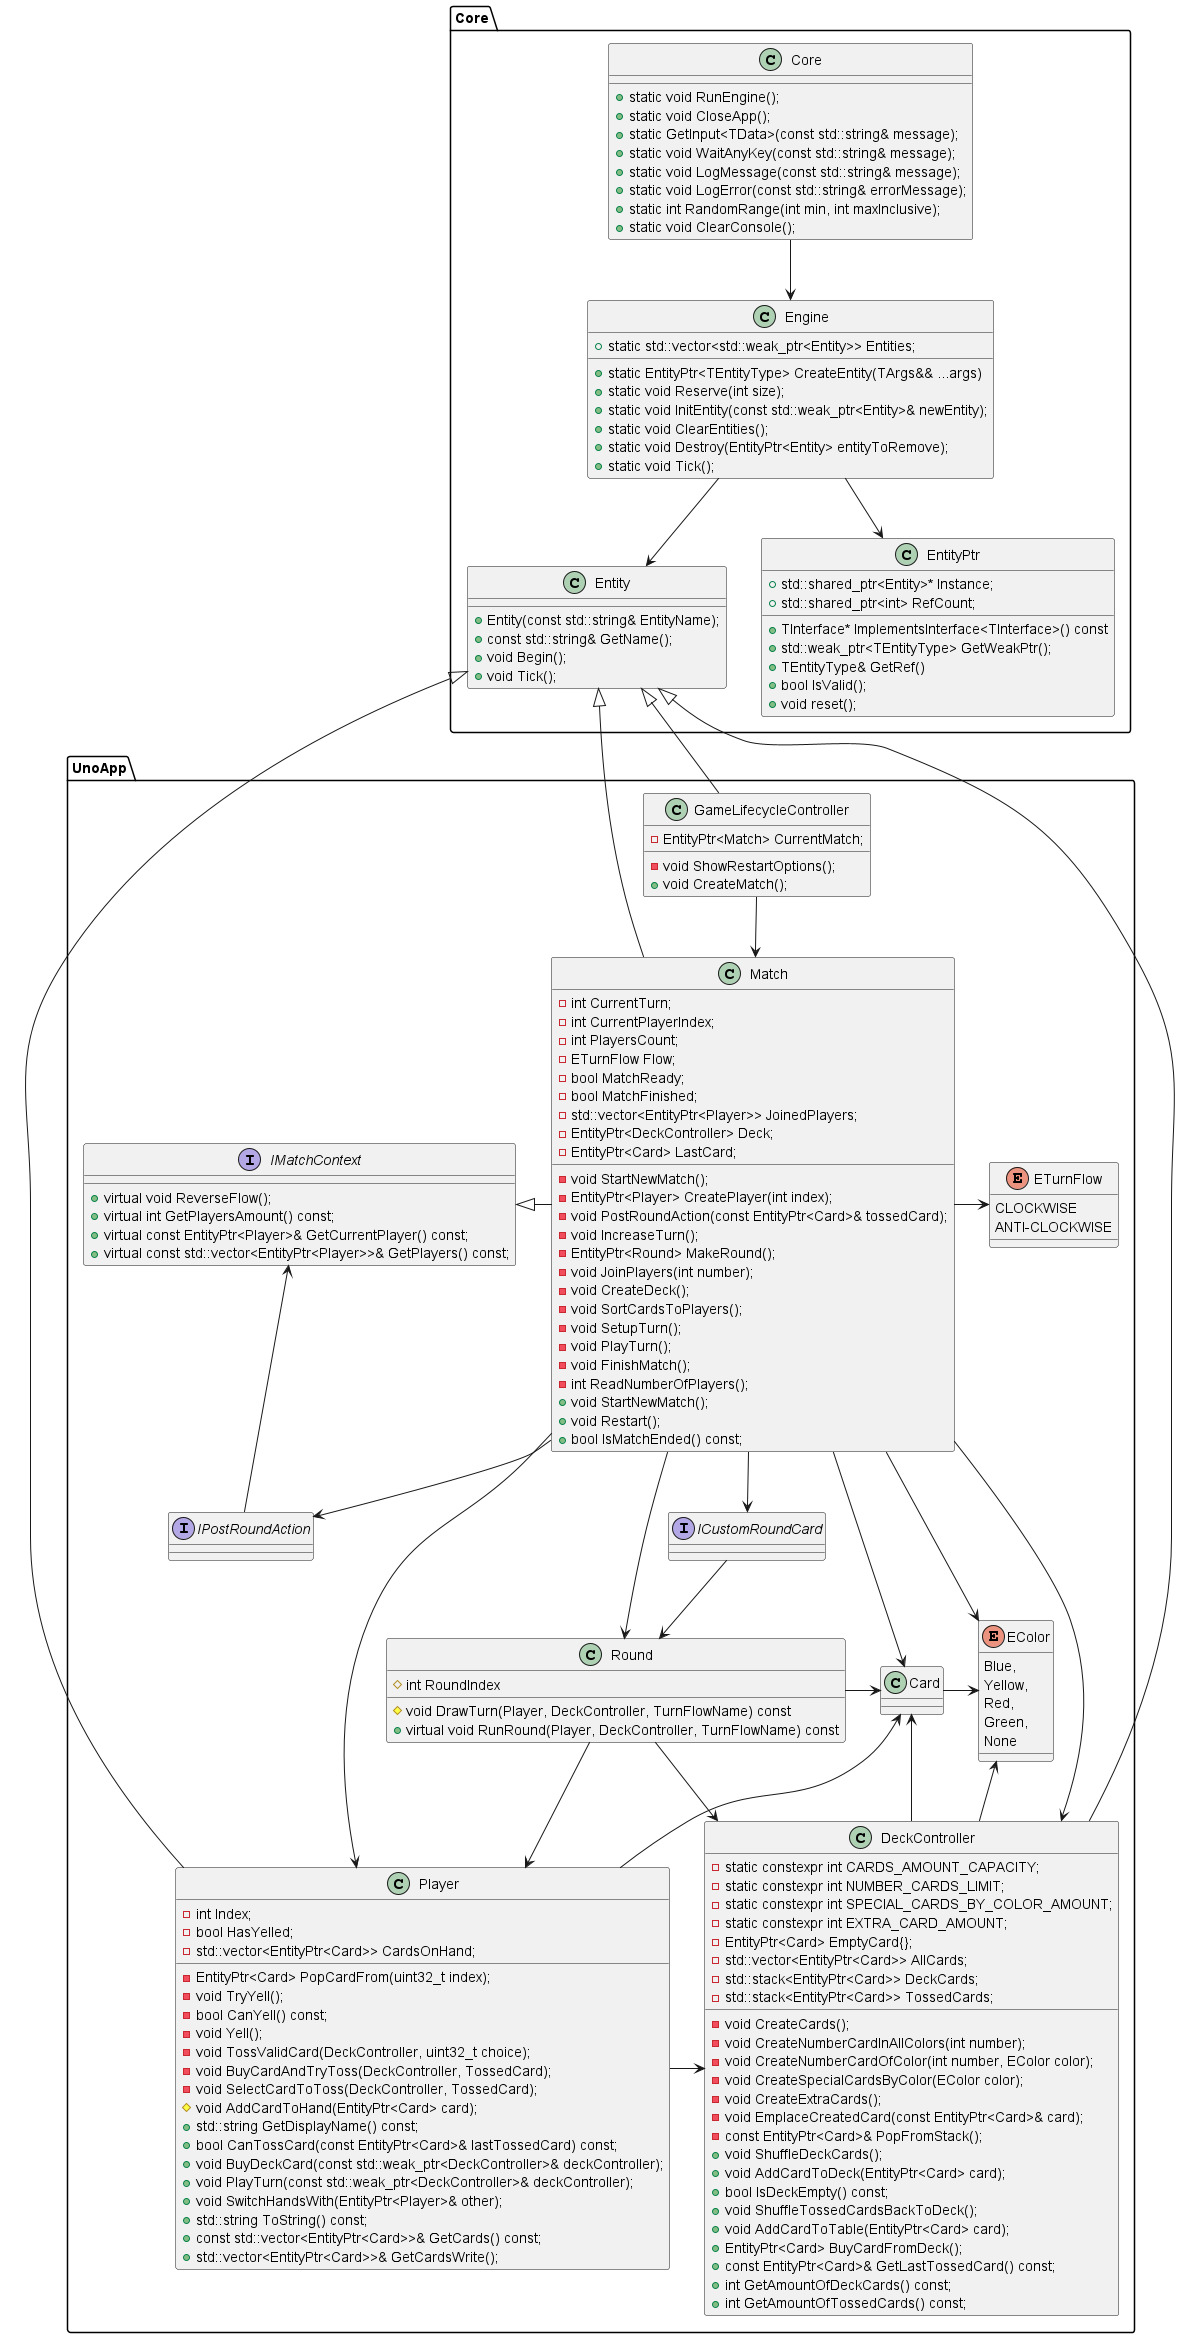 Core
C Core
static void RunEngine();
static void CloseApp();
static GetInput<TData>(const std::string& message);
static void WaitAnyKey(const std::string& message);
static void LogMessage(const std::string& message);
static void LogError(const std::string& errorMessage);
static int RandomRange(int min, int maxInclusive);
static void ClearConsole();
C Engine
static std::vector<std::weak_ptr<Entity>> Entities;
static EntityPtr<TEntityType> CreateEntity(TArgs&& ...args)
static void Reserve(int size);
static void InitEntity(const std::weak_ptr<Entity>& newEntity);
static void ClearEntities();
static void Destroy(EntityPtr<Entity> entityToRemove);
static void Tick();
C Entity
Entity(const std::string& EntityName);
const std::string& GetName();
void Begin();
void Tick();
C EntityPtr
std::shared_ptr<Entity>* Instance;
std::shared_ptr<int> RefCount;
TInterface* ImplementsInterface<TInterface>() const
std::weak_ptr<TEntityType> GetWeakPtr();
TEntityType& GetRef()
bool IsValid();
void reset();
UnoApp
C GameLifecycleController
EntityPtr<Match> CurrentMatch;
void ShowRestartOptions();
void CreateMatch();
C Match
int CurrentTurn;
int CurrentPlayerIndex;
int PlayersCount;
ETurnFlow Flow;
bool MatchReady;
bool MatchFinished;
std::vector<EntityPtr<Player>> JoinedPlayers;
EntityPtr<DeckController> Deck;
EntityPtr<Card> LastCard;
void StartNewMatch();
EntityPtr<Player> CreatePlayer(int index);
void PostRoundAction(const EntityPtr<Card>& tossedCard);
void IncreaseTurn();
EntityPtr<Round> MakeRound();
void JoinPlayers(int number);
void CreateDeck();
void SortCardsToPlayers();
void SetupTurn();
void PlayTurn();
void FinishMatch();
int ReadNumberOfPlayers();
void StartNewMatch();
void Restart();
bool IsMatchEnded() const;
I IMatchContext
virtual void ReverseFlow();
virtual int GetPlayersAmount() const;
virtual const EntityPtr<Player>& GetCurrentPlayer() const;
virtual const std::vector<EntityPtr<Player>>& GetPlayers() const;
E ETurnFlow
CLOCKWISE
ANTI-CLOCKWISE
I IPostRoundAction
I ICustomRoundCard
C Round
int RoundIndex
void DrawTurn(Player, DeckController, TurnFlowName) const
virtual void RunRound(Player, DeckController, TurnFlowName) const
C Card
E EColor
Blue,
Yellow,
Red,
Green,
None
C Player
int Index;
bool HasYelled;
std::vector<EntityPtr<Card>> CardsOnHand;
EntityPtr<Card> PopCardFrom(uint32_t index);
void TryYell();
bool CanYell() const;
void Yell();
void TossValidCard(DeckController, uint32_t choice);
void BuyCardAndTryToss(DeckController, TossedCard);
void SelectCardToToss(DeckController, TossedCard);
void AddCardToHand(EntityPtr<Card> card);
std::string GetDisplayName() const;
bool CanTossCard(const EntityPtr<Card>& lastTossedCard) const;
void BuyDeckCard(const std::weak_ptr<DeckController>& deckController);
void PlayTurn(const std::weak_ptr<DeckController>& deckController);
void SwitchHandsWith(EntityPtr<Player>& other);
std::string ToString() const;
const std::vector<EntityPtr<Card>>& GetCards() const;
std::vector<EntityPtr<Card>>& GetCardsWrite();
C DeckController
static constexpr int CARDS_AMOUNT_CAPACITY;
static constexpr int NUMBER_CARDS_LIMIT;
static constexpr int SPECIAL_CARDS_BY_COLOR_AMOUNT;
static constexpr int EXTRA_CARD_AMOUNT;
EntityPtr<Card> EmptyCard{};
std::vector<EntityPtr<Card>> AllCards;
std::stack<EntityPtr<Card>> DeckCards;
std::stack<EntityPtr<Card>> TossedCards;
void CreateCards();
void CreateNumberCardInAllColors(int number);
void CreateNumberCardOfColor(int number, EColor color);
void CreateSpecialCardsByColor(EColor color);
void CreateExtraCards();
void EmplaceCreatedCard(const EntityPtr<Card>& card);
const EntityPtr<Card>& PopFromStack();
void ShuffleDeckCards();
void AddCardToDeck(EntityPtr<Card> card);
bool IsDeckEmpty() const;
void ShuffleTossedCardsBackToDeck();
void AddCardToTable(EntityPtr<Card> card);
EntityPtr<Card> BuyCardFromDeck();
const EntityPtr<Card>& GetLastTossedCard() const;
int GetAmountOfDeckCards() const;
int GetAmountOfTossedCards() const;